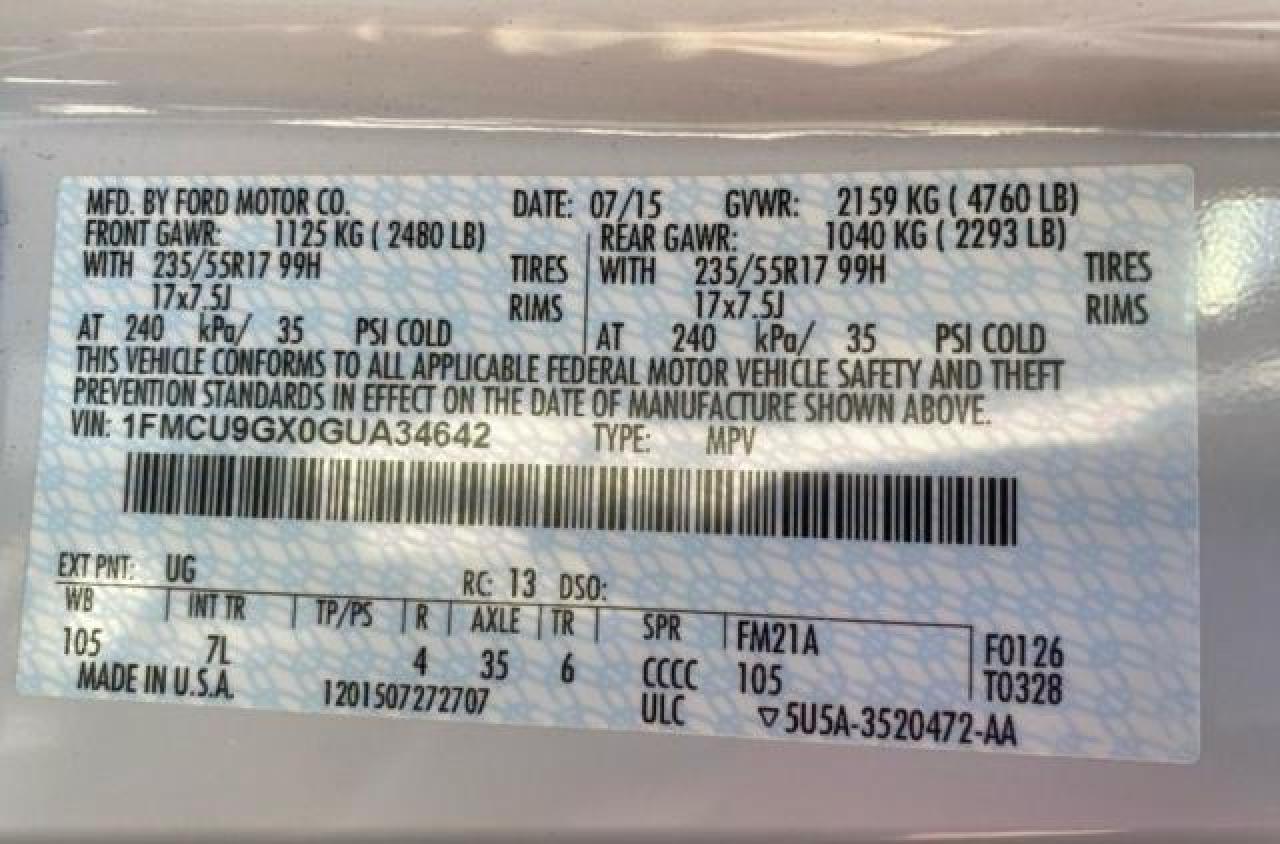 MFD. BY FORD MOTOR CO. DATE: 07/15 GVWR: 2159 KG ( 4760 LB)
FRONT GAWR: 1125 KG ( 2480 LB) REAR GAWR: 1040 KG ( 2293 LB)
WITH 235/55R17 99H TIRES WITH 235/55R17 99H TIRES
17x7.5J RIMS 17x7.5J RIMS
AT 240 kPa/ 35 PSI COLD AT 240 kPa/ 35 PSI COLD
THIS VEHICLE CONFORMS TO ALL APPLICABLE FEDERAL MOTOR VEHICLE SAFETY AND THEFT
PREVENTION STANDARDS IN EFFECT ON THE DATE OF MANUFACTURE SHOWN ABOVE.
VIN: 1FMCU9GX0GUA34642 TYPE: MPV
EXT PNT: UG RC: 13 DSO:
WB INT TR TP/PS R AXLE TR SPR FM21A F0126
105 7L 4 35 6 CCCC 105 T0328
MADE IN U.S.A. 1201507272707 ULC ▽5U5A-3520472-AA